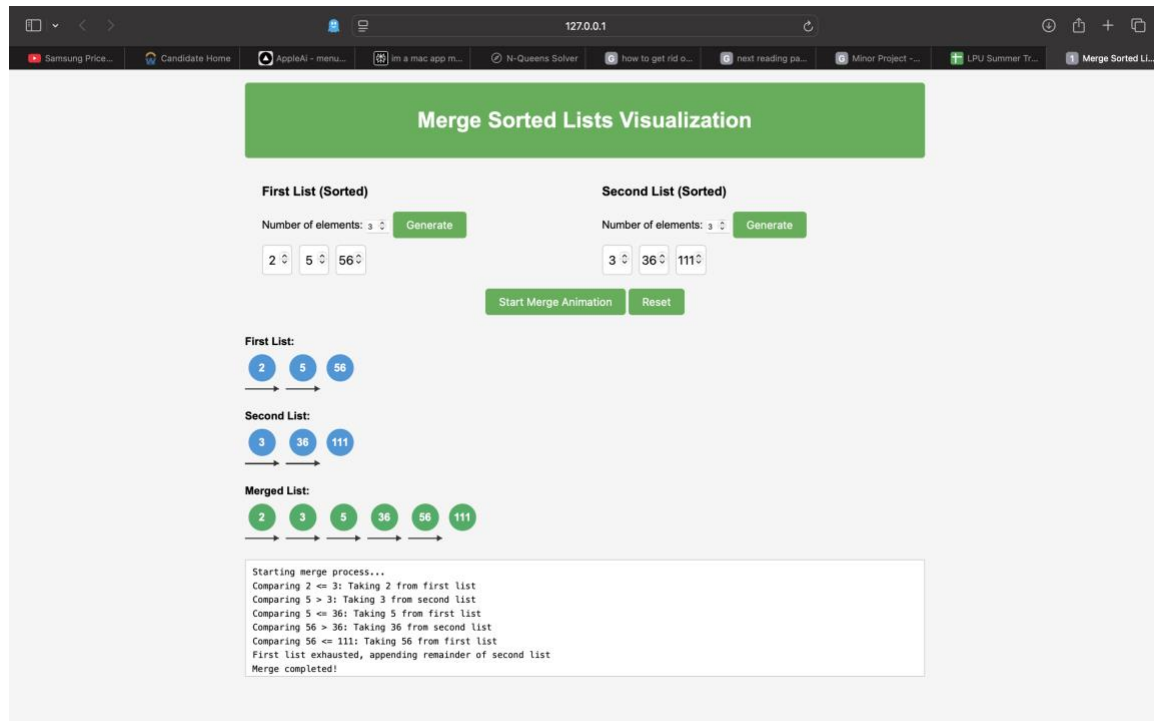 127.0.0.1
Samsung Price... Candidate Home AppleAi - menu... im a mac app m... N-Queens Solver how to get rid o... next reading pa... Minor Project -... LPU Summer Tr... 1 Merge Sorted Li...
Merge Sorted Lists Visualization
First List (Sorted) Second List (Sorted)
Number of elements: 3 Generate Number of elements: 3 Generate
2 5 56 3 36 111
Start Merge Animation Reset
First List:
2 5 56
Second List:
3 36 111
Merged List:
2 3 5 36 56 111
Starting merge process...
Comparing 2 <= 3: Taking 2 from first list
Comparing 5 > 3: Taking 3 from second list
Comparing 5 <= 36: Taking 5 from first list
Comparing 56 > 36: Taking 36 from second list
Comparing 56 <= 111: Taking 56 from first list
First list exhausted, appending remainder of second list
Merge completed!